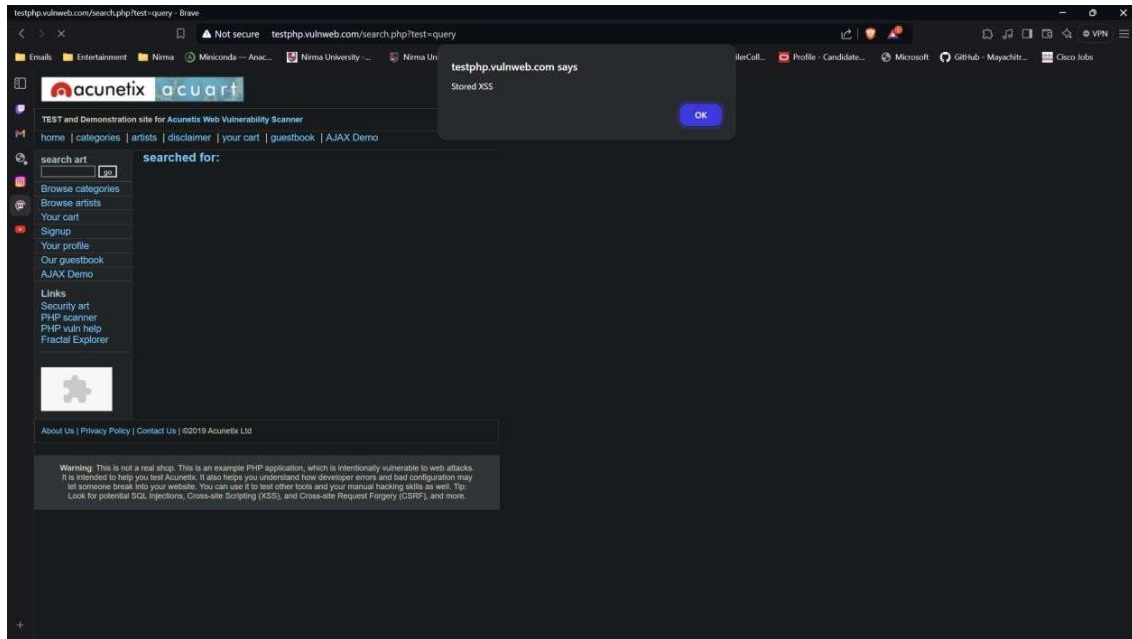 testphp.vulnweb.com/search.php?test=query - Brave
Not secure testphp.vulnweb.com/search.php?test=query
VPN
Emails Entertainment Nirma Miniconda — Anac... Nirma University -... Nirma Un
ilerColl... Profile - Candidate... Microsoft GitHub - Mayachitr... Cisco Jobs
testphp.vulnweb.com says
Stored XSS
OK
acunetix acuart
TEST and Demonstration site for Acunetix Web Vulnerability Scanner
home | categories | artists | disclaimer | your cart | guestbook | AJAX Demo
search art
go
searched for:
Browse categories
Browse artists
Your cart
Signup
Your profile
Our guestbook
AJAX Demo
Links
Security art
PHP scanner
PHP vuln help
Fractal Explorer
About Us | Privacy Policy | Contact Us | ©2019 Acunetix Ltd
Warning: This is not a real shop. This is an example PHP application, which is intentionally vulnerable to web attacks.
It is intended to help you test Acunetix. It also helps you understand how developer errors and bad configuration may
let someone break into your website. You can use it to test other tools and your manual hacking skills as well. Tip:
Look for potential SQL Injections, Cross-site Scripting (XSS), and Cross-site Request Forgery (CSRF), and more.